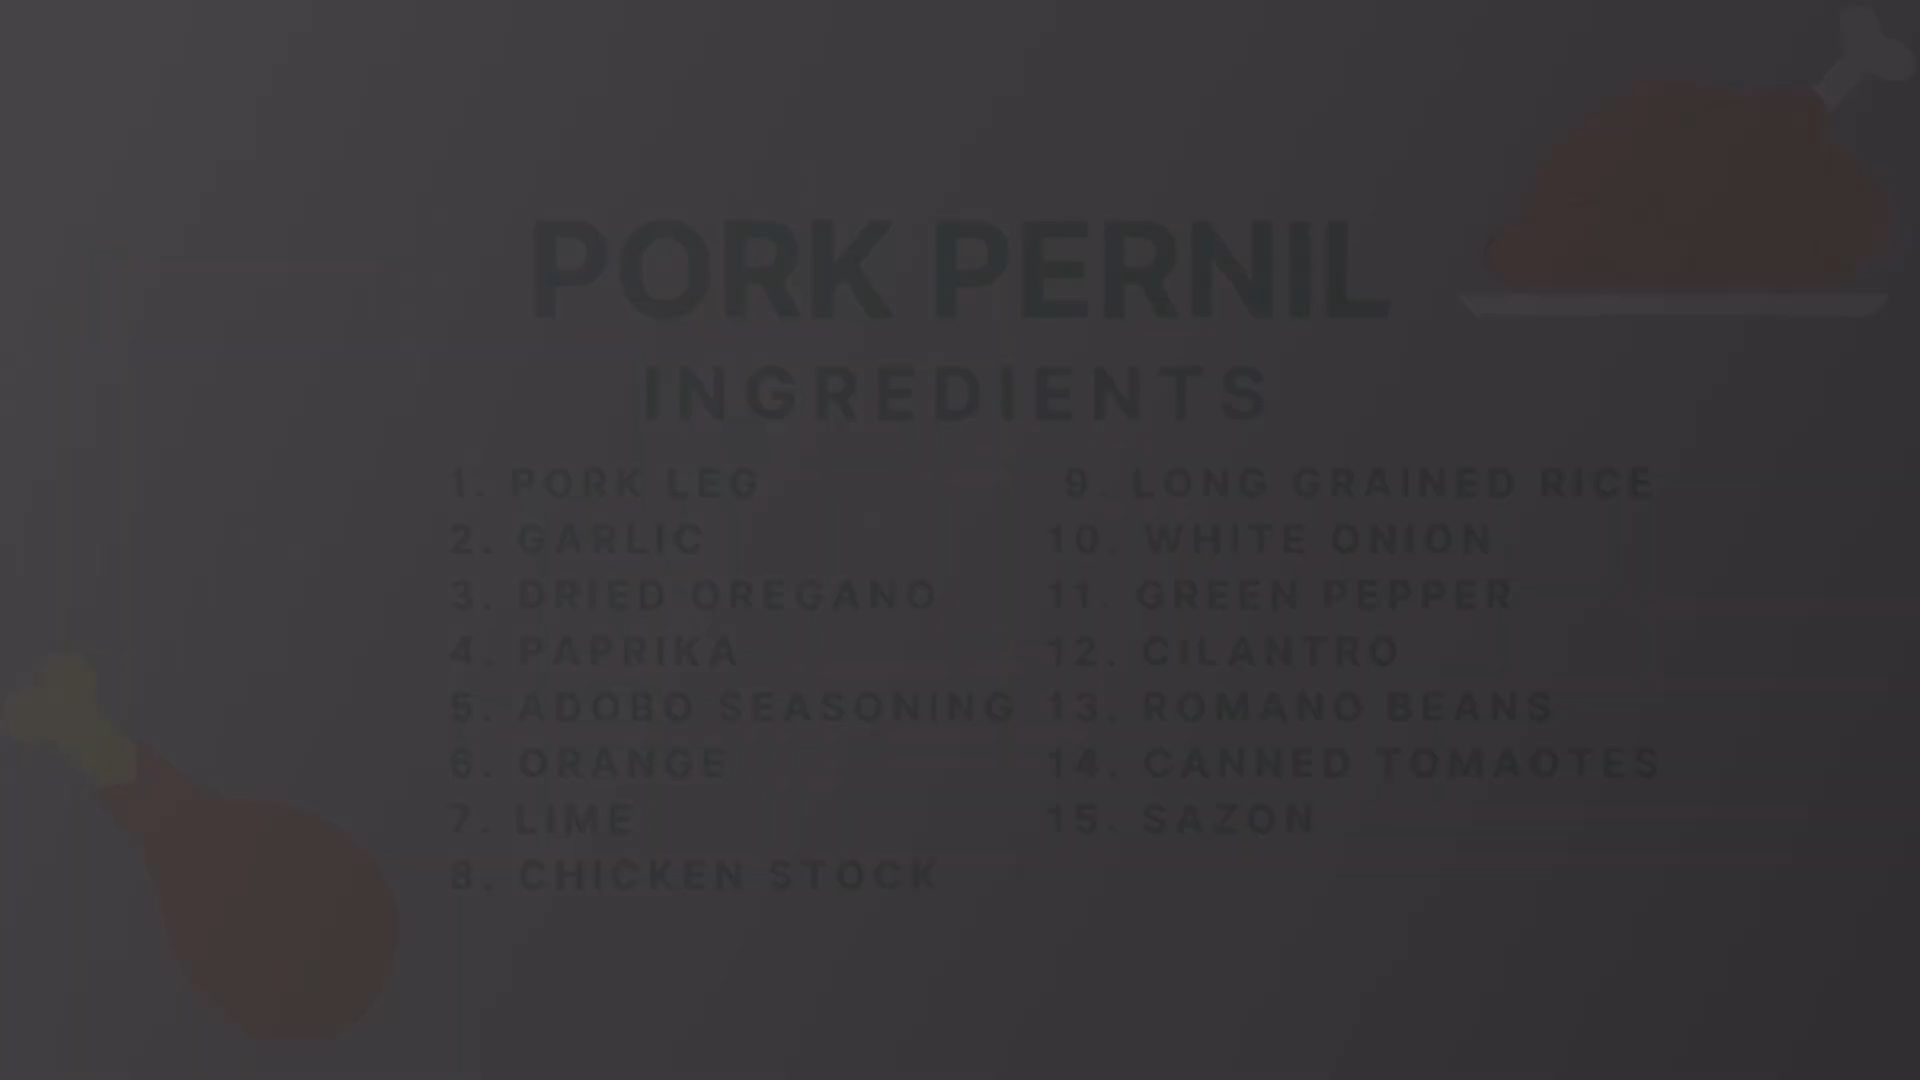 PORK PERNIL
INGREDIENTS
1. PORK LEG
2. GARLIC
3. DRIED OREGANO
4. PAPRIKA
5. ADOBO SEASONING
6. ORANGE
7. LIME
8. CHICKEN STOCK
9. LONG GRAINED RICE
10. WHITE ONION
11. GREEN PEPPER
12. CILANTRO
13. ROMANO BEANS
14. CANNED TOMAOTES
15. SAZON